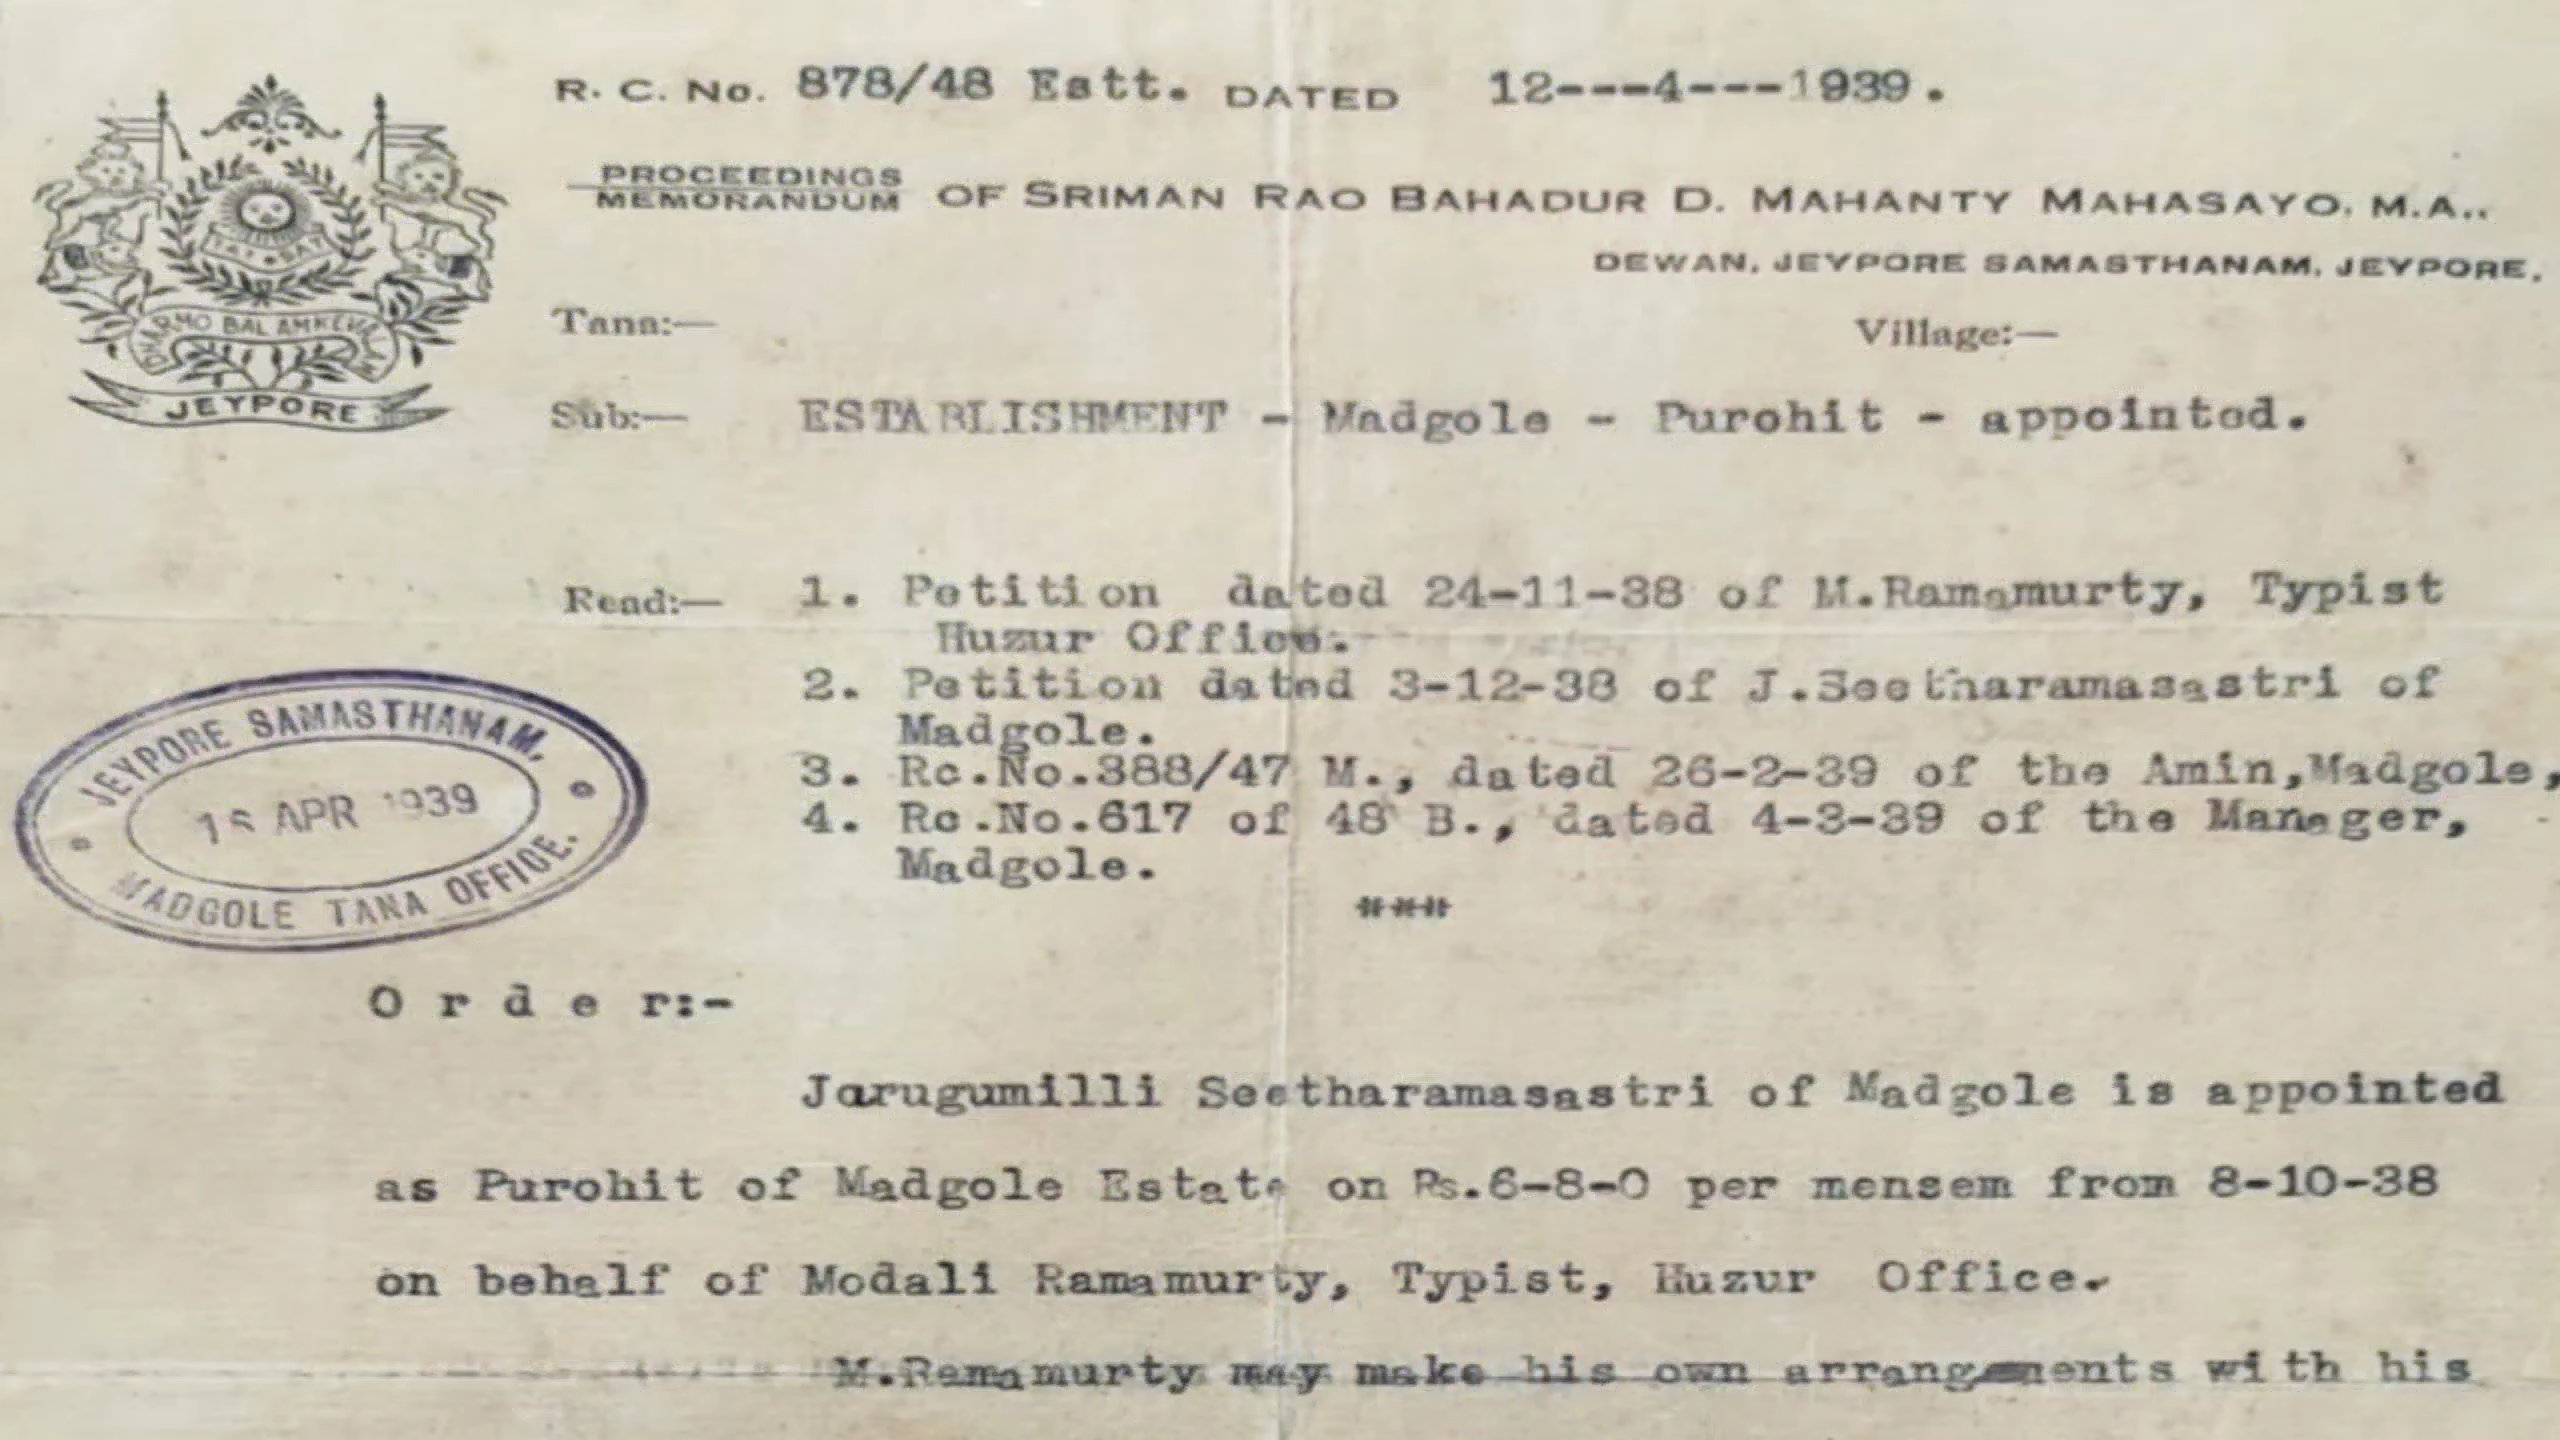 R. C. No. 878/48 Estt. DATED 12---4---1939.
PROCEEDINGS
MEMORANDUM OF SRIMAN RAO BAHADUR D. MAHANTY MAHASAYO, M.A.,
DEWAN, JEYPORE SAMASTHANAM, JEYPORE.
Tana:— Village:—
JEYPORE
Sub:— ESTABLISHMENT - Madgole - Purohit - appointed.
Read:— 1. Petition dated 24-11-38 of M.Ramamurty, Typist
Huzur Office.
2. Petition dated 3-12-38 of J.Seetharamasastri of
Madgole.
3. Rc.No.388/47 M., dated 26-2-39 of the Amin,Madgole,
4. Rc.No.617 of 48 B., dated 4-3-39 of the Manager,
Madgole.
###
JEYPORE SAMASTHANAM,
APR 1939
MADGOLE TANA OFFICE.
O r d e r:-
Jarugumilli Seetharamasastri of Madgole is appointed
as Purohit of Madgole Estate on Rs.6-8-0 per mensem from 8-10-38
on behalf of Modali Ramamurty, Typist, Huzur Office.
M.Ramamurty may make his own arrangements with his